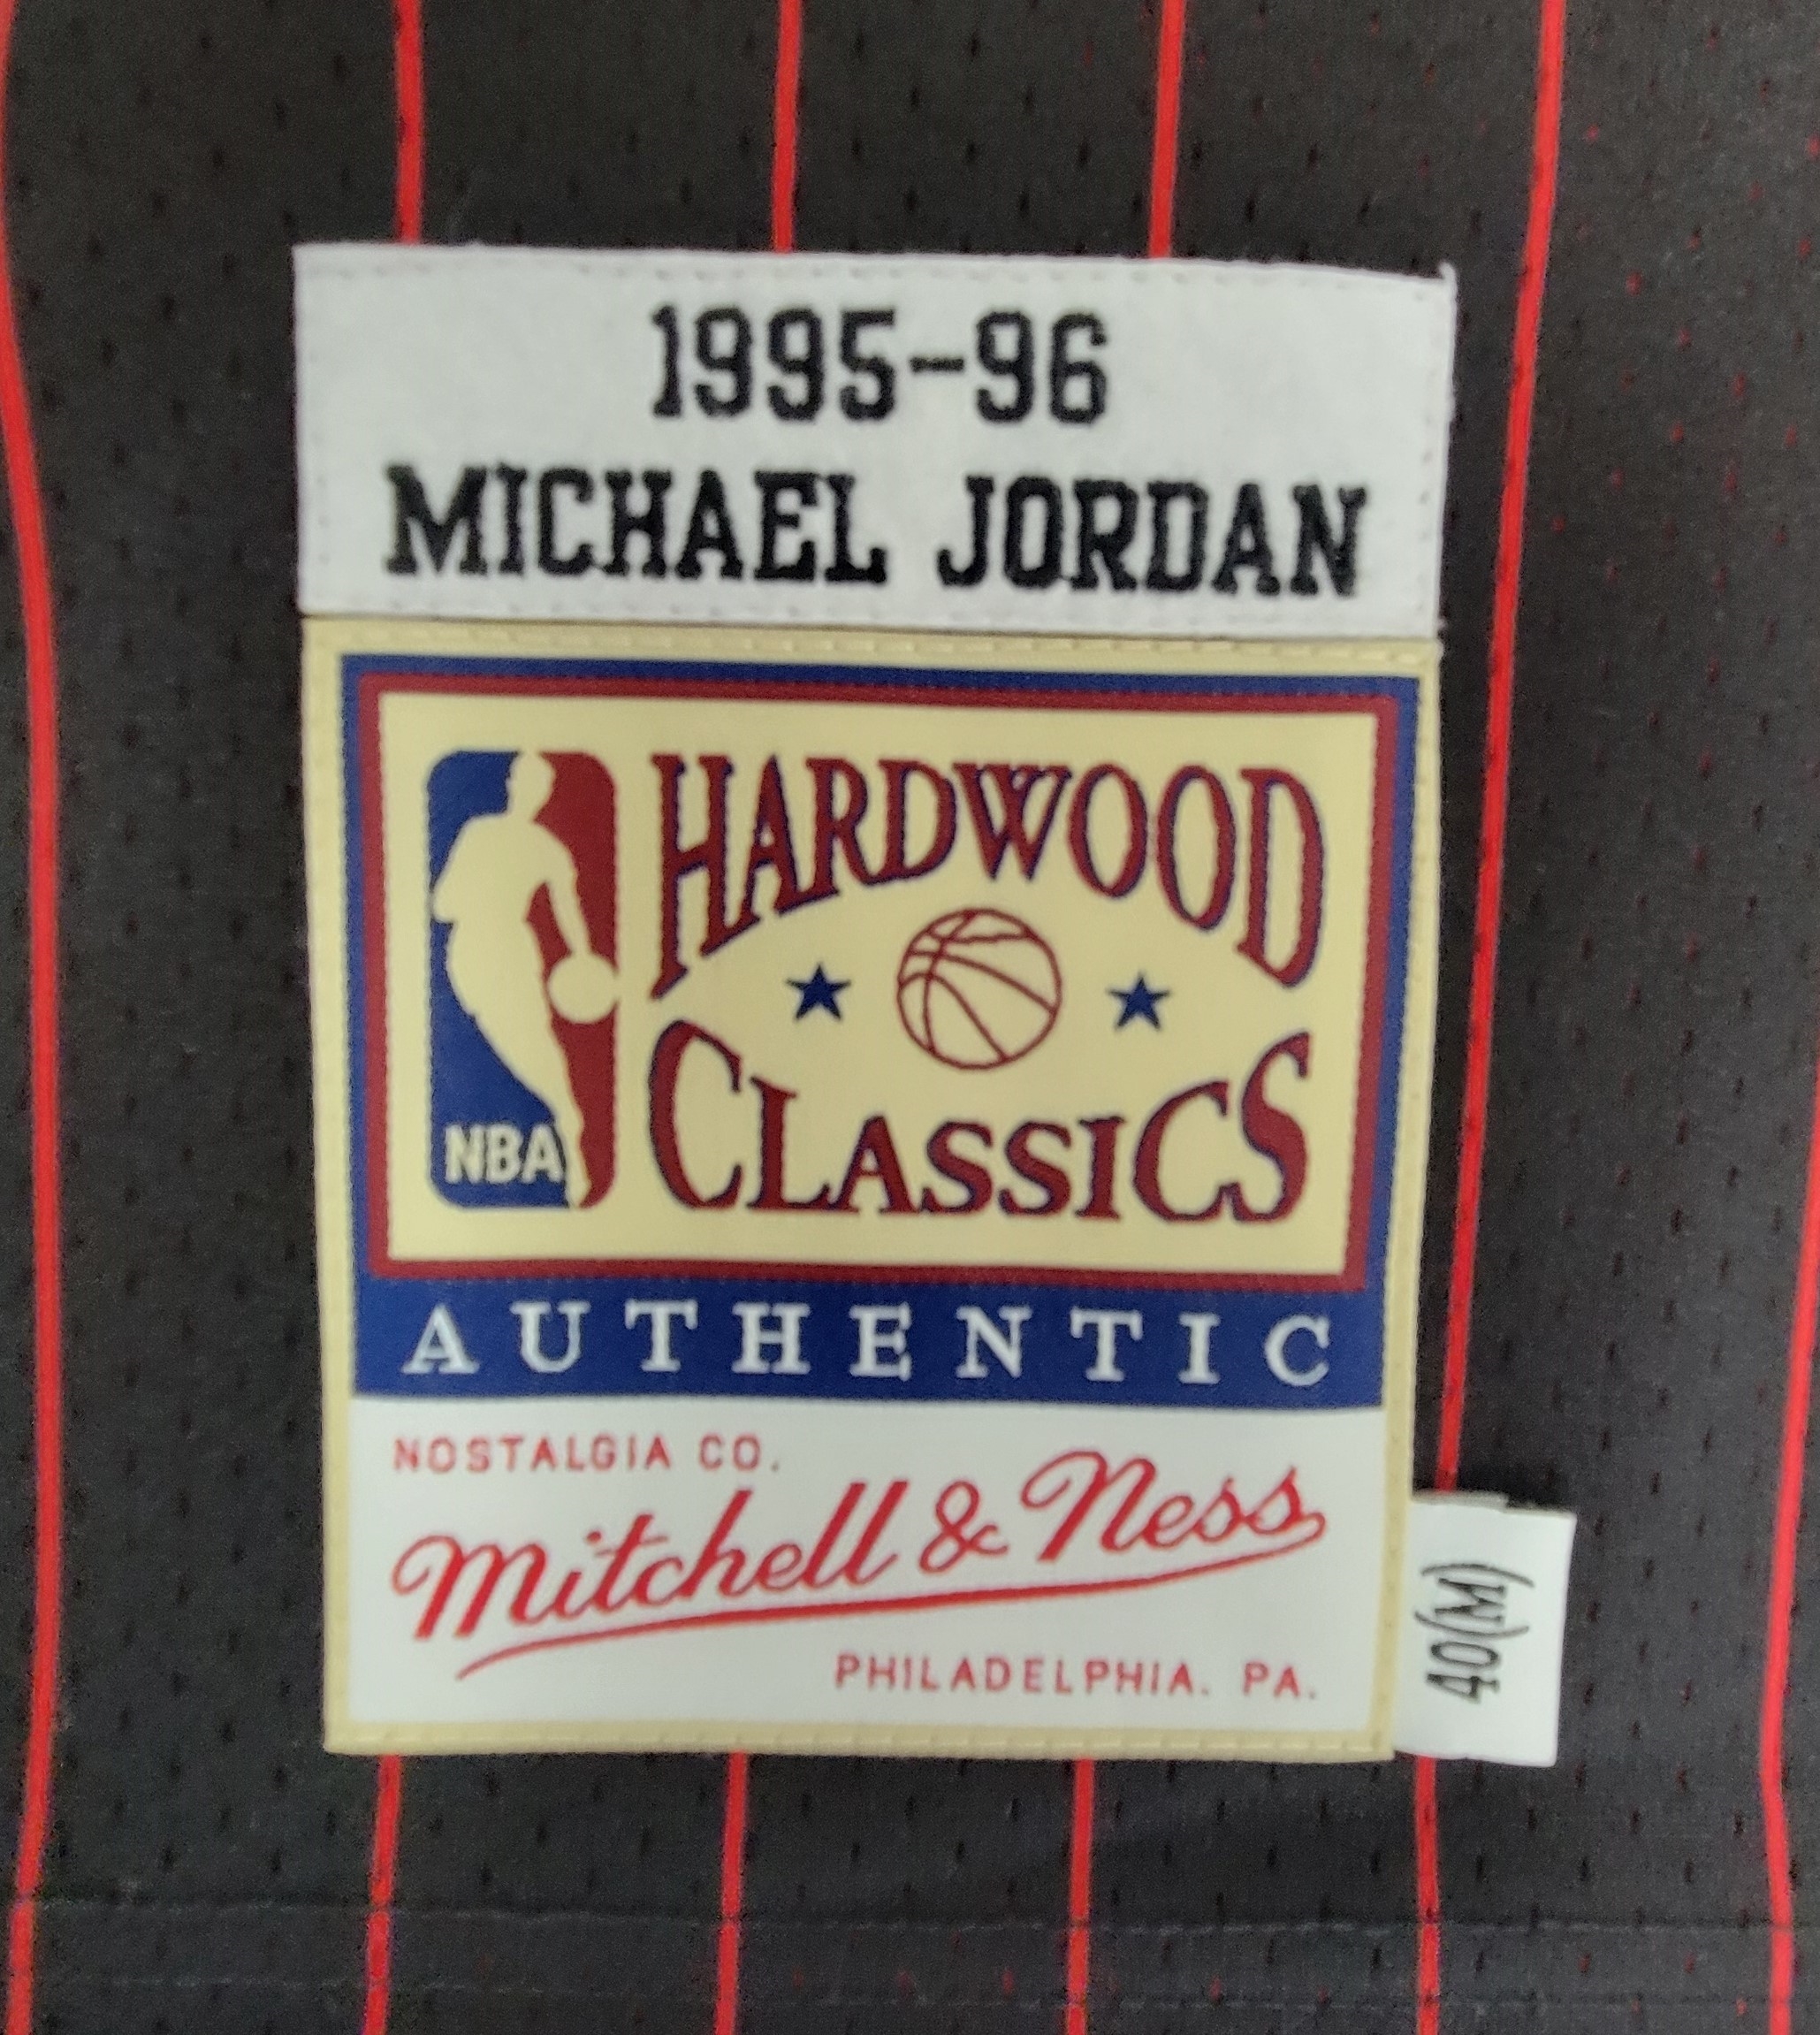 1995-96
MICHAEL JORDAN
HARDWOOD
CLASSICS
NBA
AUTHENTIC
NOSTALGIA CO.
Mitchell & Ness
PHILADELPHIA. PA.
40(M)